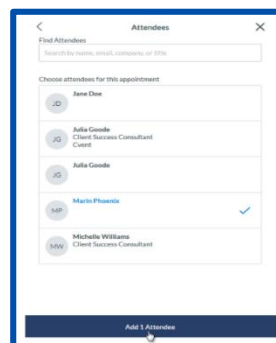 Attendees
Find Attendees
Search by name, email, company, or title
Choose attendees for this appointment
JD
Jane Doe
JG
Julia Goode
Client Success Consultant
Cvent
JG
Julia Goode
MP
Marin Phoenix
MW
Michelle Williams
Client Success Consultant
Add 1 Attendee